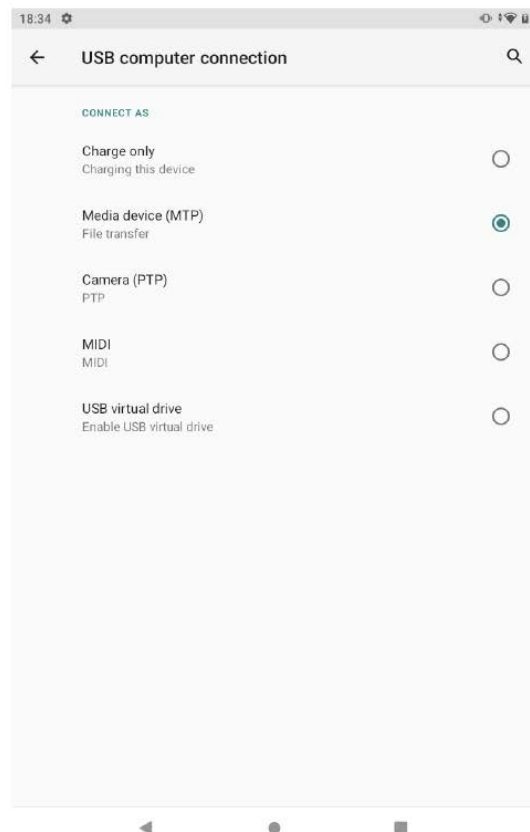 18:34
USB computer connection
CONNECT AS
Charge only
Charging this device
Media device (MTP)
File transfer
Camera (PTP)
PTP
MIDI
MIDI
USB virtual drive
Enable USB virtual drive